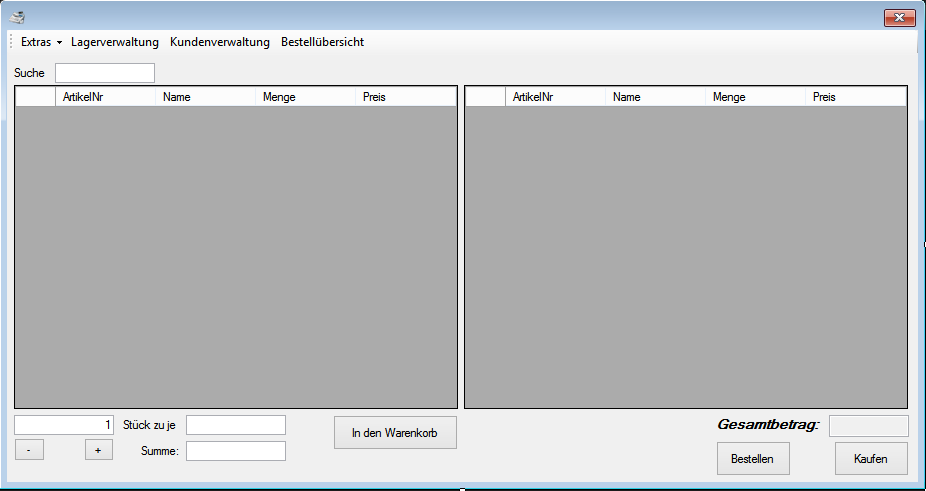 Extras Lagerverwaltung Kundenverwaltung Bestellübersicht
Suche
ArtikelNr Name Menge Preis
ArtikelNr Name Menge Preis
1 Stück zu je
- + Summe:
In den Warenkorb
Gesamtbetrag:
Bestellen Kaufen